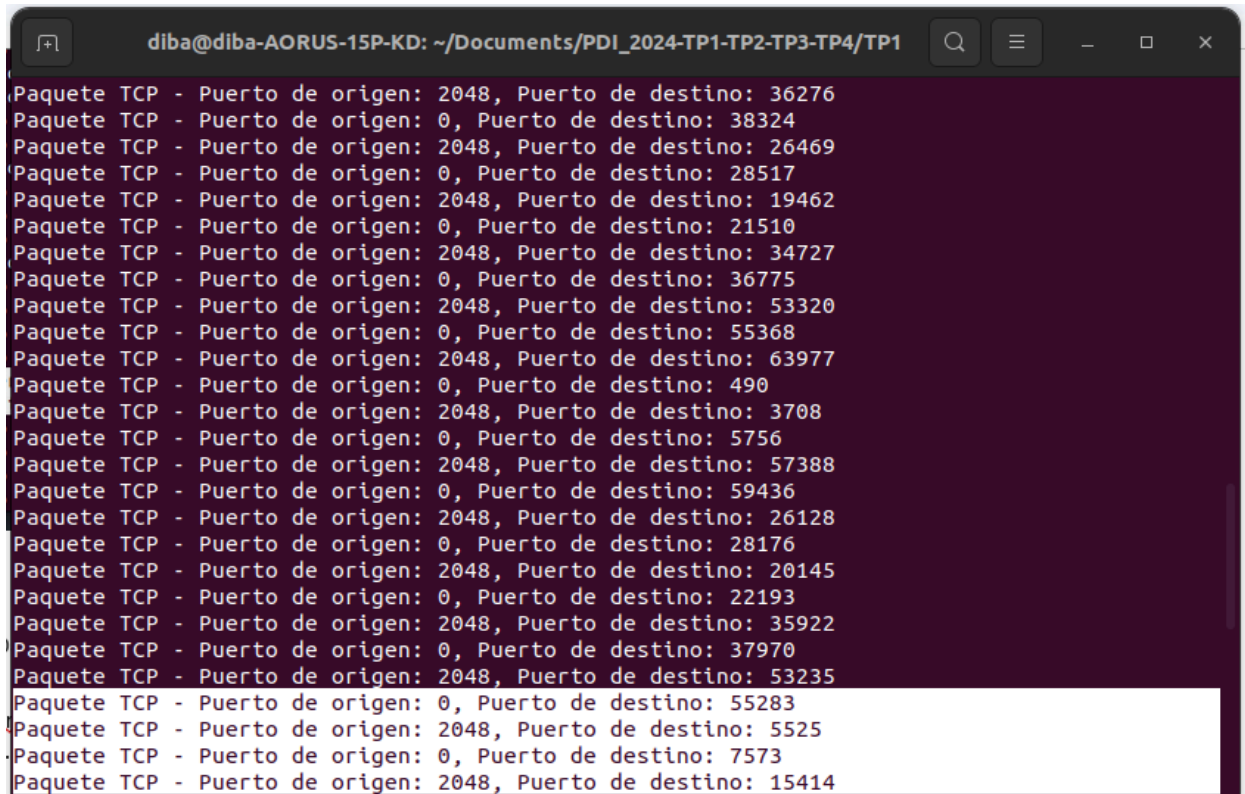 diba@diba-AORUS-15P-KD: ~/Documents/PDI_2024-TP1-TP2-TP3-TP4/TP1
Paquete TCP - Puerto de origen: 2048, Puerto de destino: 36276
Paquete TCP - Puerto de origen: 0, Puerto de destino: 38324
Paquete TCP - Puerto de origen: 2048, Puerto de destino: 26469
Paquete TCP - Puerto de origen: 0, Puerto de destino: 28517
Paquete TCP - Puerto de origen: 2048, Puerto de destino: 19462
Paquete TCP - Puerto de origen: 0, Puerto de destino: 21510
Paquete TCP - Puerto de origen: 2048, Puerto de destino: 34727
Paquete TCP - Puerto de origen: 0, Puerto de destino: 36775
Paquete TCP - Puerto de origen: 2048, Puerto de destino: 53320
Paquete TCP - Puerto de origen: 0, Puerto de destino: 55368
Paquete TCP - Puerto de origen: 2048, Puerto de destino: 63977
Paquete TCP - Puerto de origen: 0, Puerto de destino: 490
Paquete TCP - Puerto de origen: 2048, Puerto de destino: 3708
Paquete TCP - Puerto de origen: 0, Puerto de destino: 5756
Paquete TCP - Puerto de origen: 2048, Puerto de destino: 57388
Paquete TCP - Puerto de origen: 0, Puerto de destino: 59436
Paquete TCP - Puerto de origen: 2048, Puerto de destino: 26128
Paquete TCP - Puerto de origen: 0, Puerto de destino: 28176
Paquete TCP - Puerto de origen: 2048, Puerto de destino: 20145
Paquete TCP - Puerto de origen: 0, Puerto de destino: 22193
Paquete TCP - Puerto de origen: 2048, Puerto de destino: 35922
Paquete TCP - Puerto de origen: 0, Puerto de destino: 37970
Paquete TCP - Puerto de origen: 2048, Puerto de destino: 53235
Paquete TCP - Puerto de origen: 0, Puerto de destino: 55283
Paquete TCP - Puerto de origen: 2048, Puerto de destino: 5525
Paquete TCP - Puerto de origen: 0, Puerto de destino: 7573
Paquete TCP - Puerto de origen: 2048, Puerto de destino: 15414